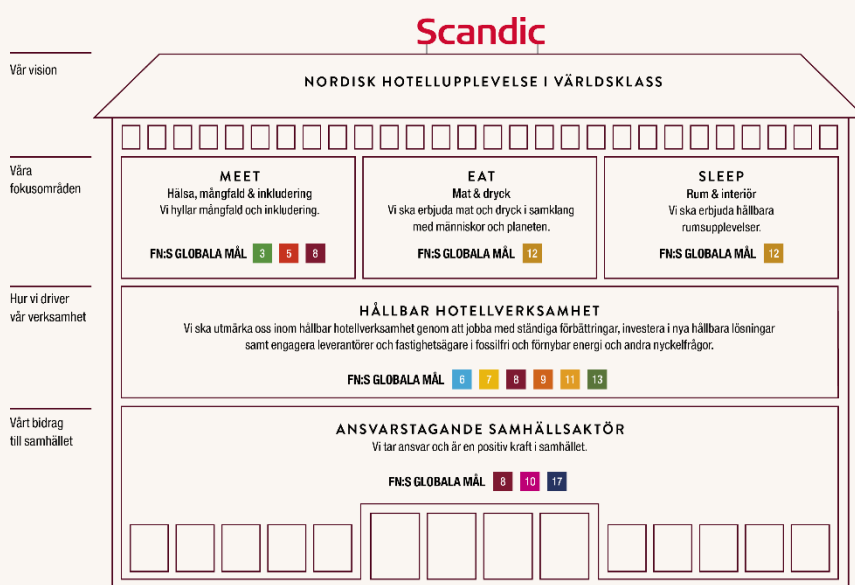 Scandic
Vår vision
NORDISK HOTELLUPPLEVELSE I VÄRLDSKLASS
Våra
fokusområden
MEET
Hälsa, mångfald & inkludering
Vi hyllar mångfald och inkludering.
FN:S GLOBALA MÅL 3 5 8
EAT
Mat & dryck
Vi ska erbjuda mat och dryck i samklang
med människor och planeten.
FN:S GLOBALA MÅL 12
SLEEP
Rum & interiör
Vi ska erbjuda hållbara
rumsupplevelser.
FN:S GLOBALA MÅL 12
Hur vi driver
vår verksamhet
HÅLLBAR HOTELLVERKSAMHET
Vi ska utmärka oss inom hållbar hotellverksamhet genom att jobba med ständiga förbättringar, investera i nya hållbara lösningar
samt engagera leverantörer och fastighetsägare i fossilfri och förnybar energi och andra nyckelfrågor.
FN:S GLOBALA MÅL 6 7 8 9 11 13
Vårt bidrag
till samhället
ANSVARSTAGANDE SAMHÄLLSAKTÖR
Vi tar ansvar och är en positiv kraft i samhället.
FN:S GLOBALA MÅL 8 10 17